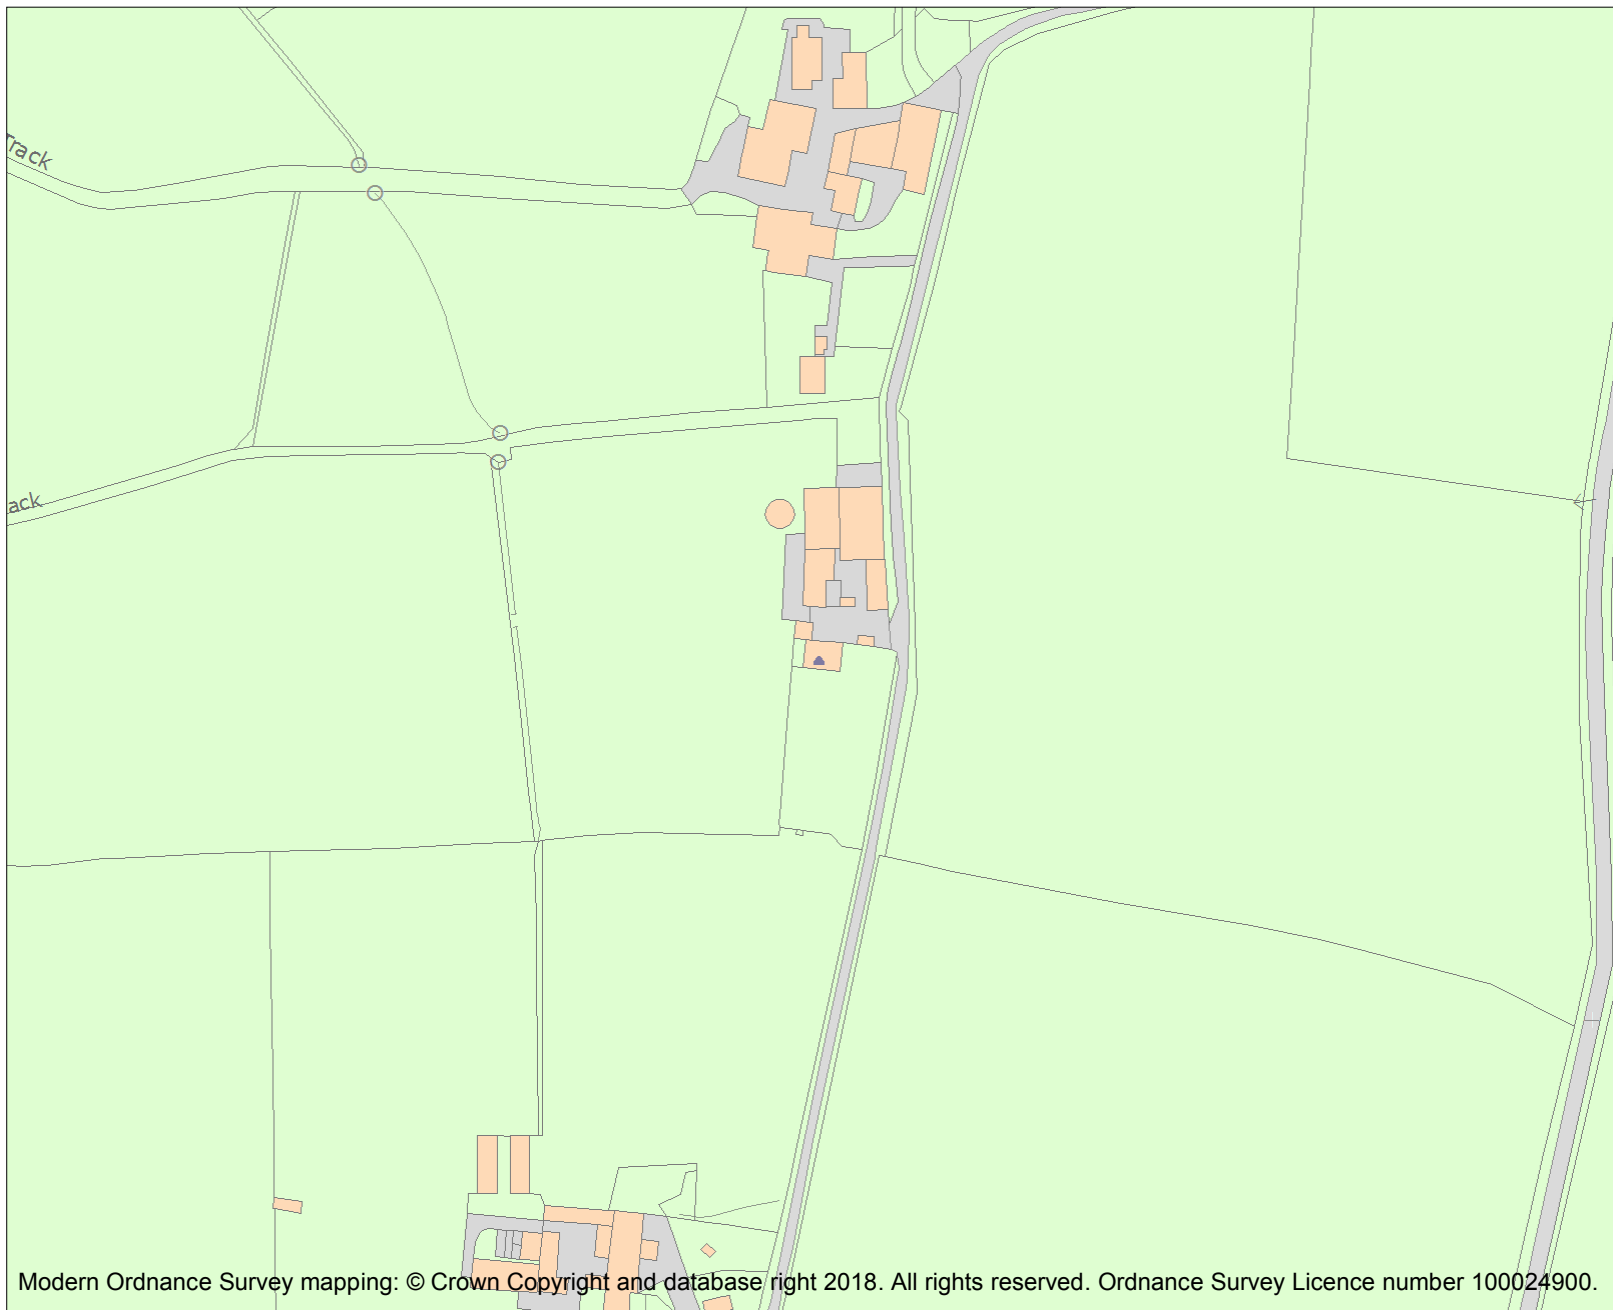 Track
ack
Modern Ordnance Survey mapping: © Crown Copyright and database right 2018. All rights reserved. Ordnance Survey Licence number 100024900.